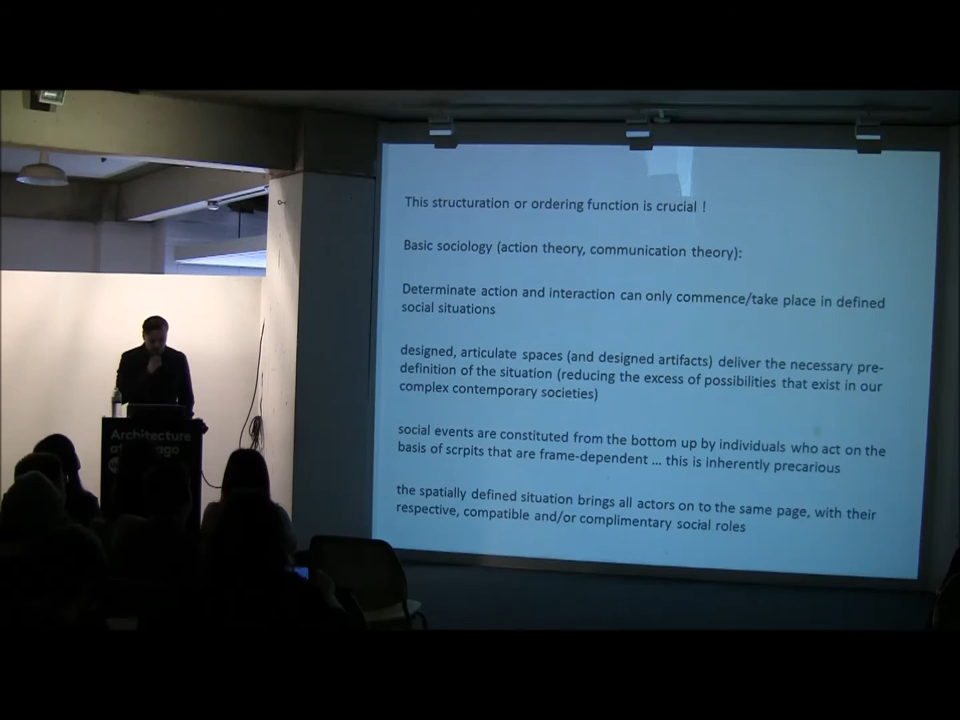 This structuration or ordering function is crucial !
Basic sociology (action theory, communication theory):
Determinate action and interaction can only commence/take place in defined
social situations
designed, articulate spaces (and designed artifacts) deliver the necessary pre-
definition of the situation (reducing the excess of possibilities that exist in our
complex contemporary societies)
social events are constituted from the bottom up by individuals who act on the
basis of scrpits that are frame-dependent ... this is inherently precarious
the spatially defined situation brings all actors on to the same page, with their
respective, compatible and/or complimentary social roles
Architecture
at